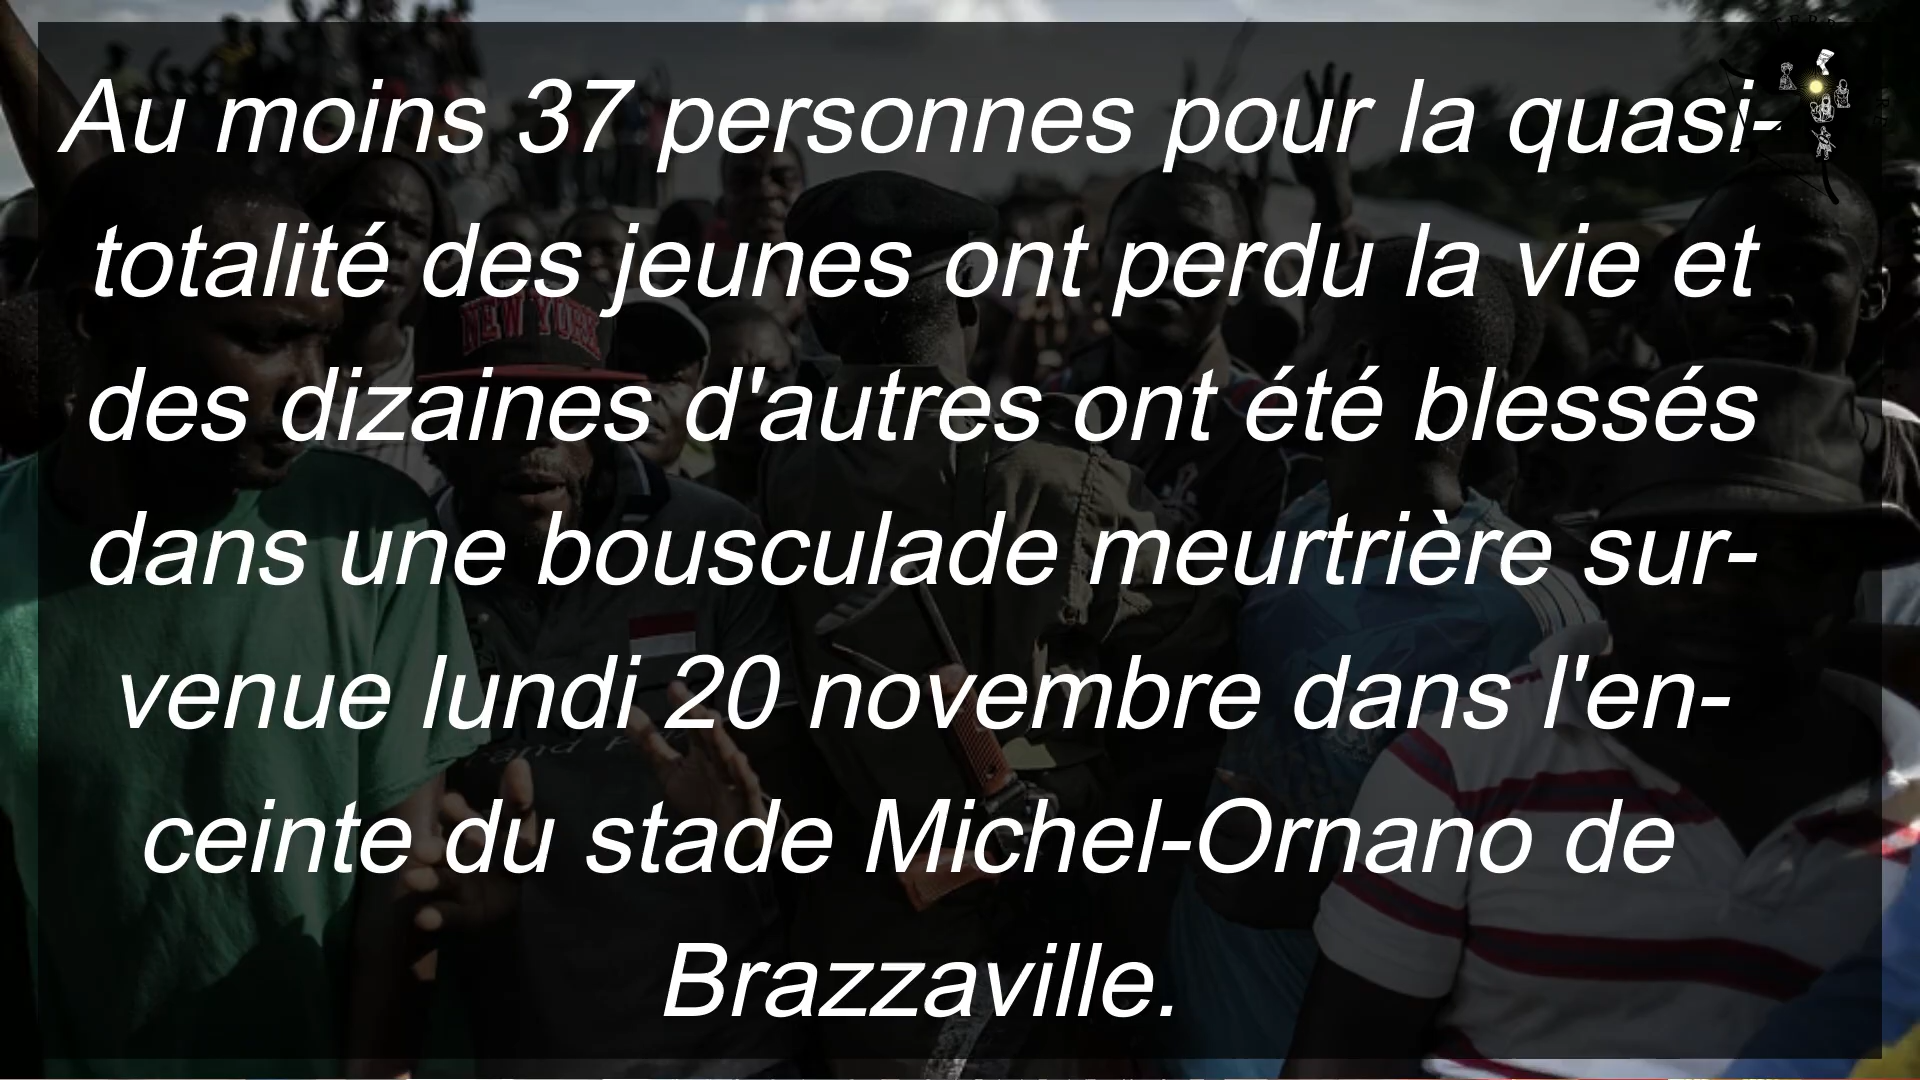 Au moins 37 personnes pour la quasi-
totalité des jeunes ont perdu la vie et
des dizaines d'autres ont été blessés
dans une bousculade meurtrière sur-
venue lundi 20 novembre dans l'en-
ceinte du stade Michel-Ornano de
Brazzaville.
NEW YORK